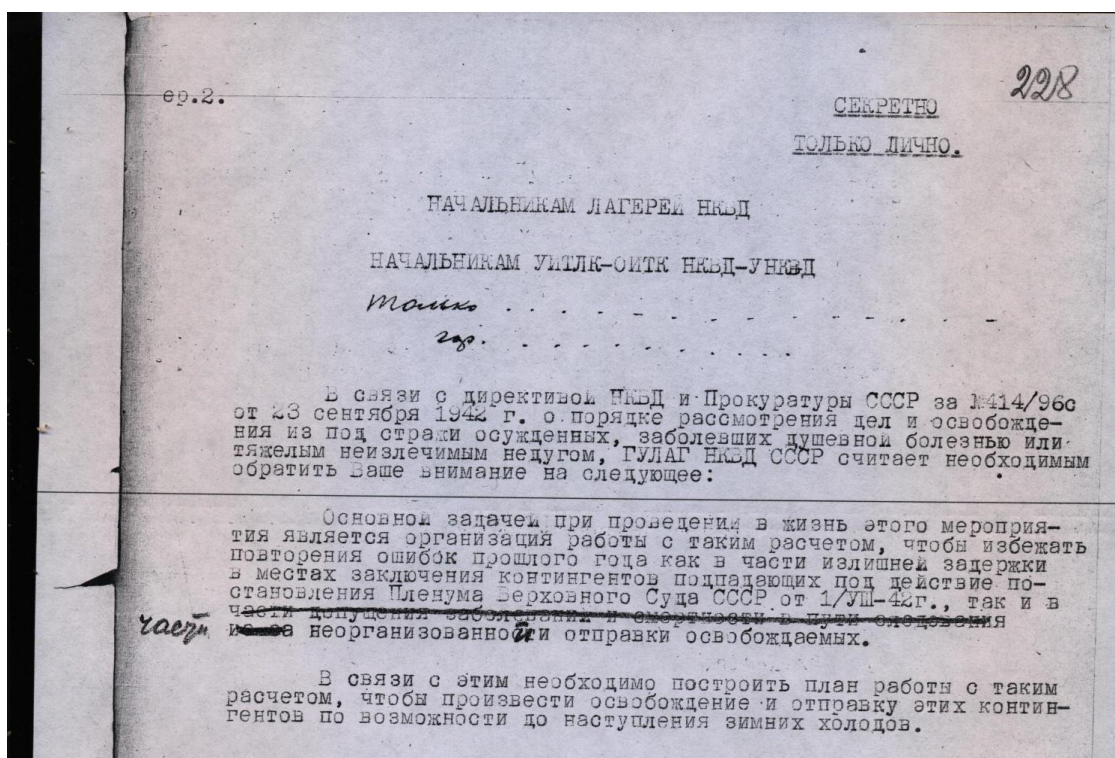 228
ер.2.
СЕКРЕТНО
ТОЛЬКО ЛИЧНО.
НАЧАЛЬНИКАМ ЛАГЕРЕЙ НКВД
НАЧАЛЬНИКАМ УИТЛК-ОИТК НКВД-УНКВД
только . . . . . . . . . . . . . .
гор. . . . . . . . . . . .
В связи с директивой НКВД и Прокуратуры СССР за №414/96с
от 23 сентября 1942 г. о порядке рассмотрения дел и освобожде-
ния из под стражи осужденных, заболевших душевной болезнью или
тяжелым неизлечимым недугом, ГУЛАГ НКВД СССР считает необходимым
обратить Ваше внимание на следующее:
Основной задачей при проведении в жизнь этого мероприя-
тия является организация работы с таким расчетом, чтобы избежать
повторения ошибок прошлого года как в части излишней задержки
в местах заключения контингентов подпадающих под действие по-
становления Пленума Верховного Суда СССР от 1/УШ-42г., так и в
части допущения заболеваний и смертности в пути следования
части из-за неорганизованной отправки освобождаемых.
В связи с этим необходимо построить план работы с таким
расчетом, чтобы произвести освобождение и отправку этих контин-
гентов по возможности до наступления зимних холодов.